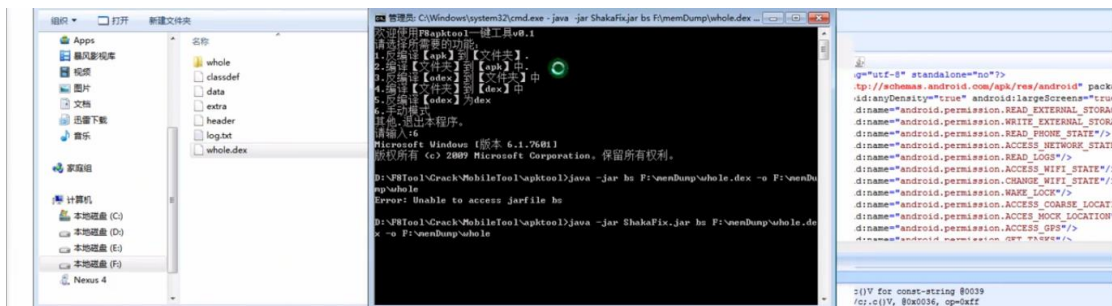 组织 ▼ 打开 新建文件夹
Apps
暴风影视库
视频
图片
文档
迅雷下载
音乐
家庭组
计算机
本地磁盘 (C:)
本地磁盘 (D:)
本地磁盘 (E:)
本地磁盘 (F:)
Nexus 4
名称
whole
classdef
data
extra
header
log.txt
whole.dex
管理员: C:\Windows\system32\cmd.exe - java -jar ShakaFix.jar bs F:\memDump\whole.dex ...
欢迎使用F8apktool一键工具v0.1
请选择所需要的功能:
1.反编译【apk】到【文件夹】.
2.编译【文件夹】到【apk】中.
3.反编译【odex】到【文件夹】中
4.编译【文件夹】到【dex】中
5.反编译【odex】为dex
6.手动模式
其他.退出本程序。
请输入:6
Microsoft Windows [版本 6.1.7601]
版权所有 (c) 2009 Microsoft Corporation。保留所有权利。
D:\F8Tool\Crack\MobileTool\apktool>java -jar bs F:\memDump\whole.dex -o F:\memDu
mp\whole
Error: Unable to access jarfile bs
D:\F8Tool\Crack\MobileTool\apktool>java -jar ShakaFix.jar bs F:\memDump\whole.de
x -o F:\memDump\whole
ng="utf-8" standalone="no"?>
tp://schemas.android.com/apk/res/android" packa
id:anyDensity="true" android:largeScreens="true
d:name="android.permission.READ_EXTERNAL_STORAG
d:name="android.permission.WRITE_EXTERNAL_STORA
d:name="android.permission.READ_PHONE_STATE"/>
d:name="android.permission.ACCESS_NETWORK_STATE
d:name="android.permission.READ_LOGS"/>
d:name="android.permission.ACCESS_WIFI_STATE"/>
d:name="android.permission.CHANGE_WIFI_STATE"/>
d:name="android.permission.WAKE_LOCK"/>
d:name="android.permission.ACCESS_COARSE_LOCATI
d:name="android.permission.ACCES_MOCK_LOCATION"
d:name="android.permission.ACCESS_GPS"/>
d:name="android.permission.GET_TASKS"/>
:()V for const-string @0039
/c;.c()V, @0x0036, op=0xff